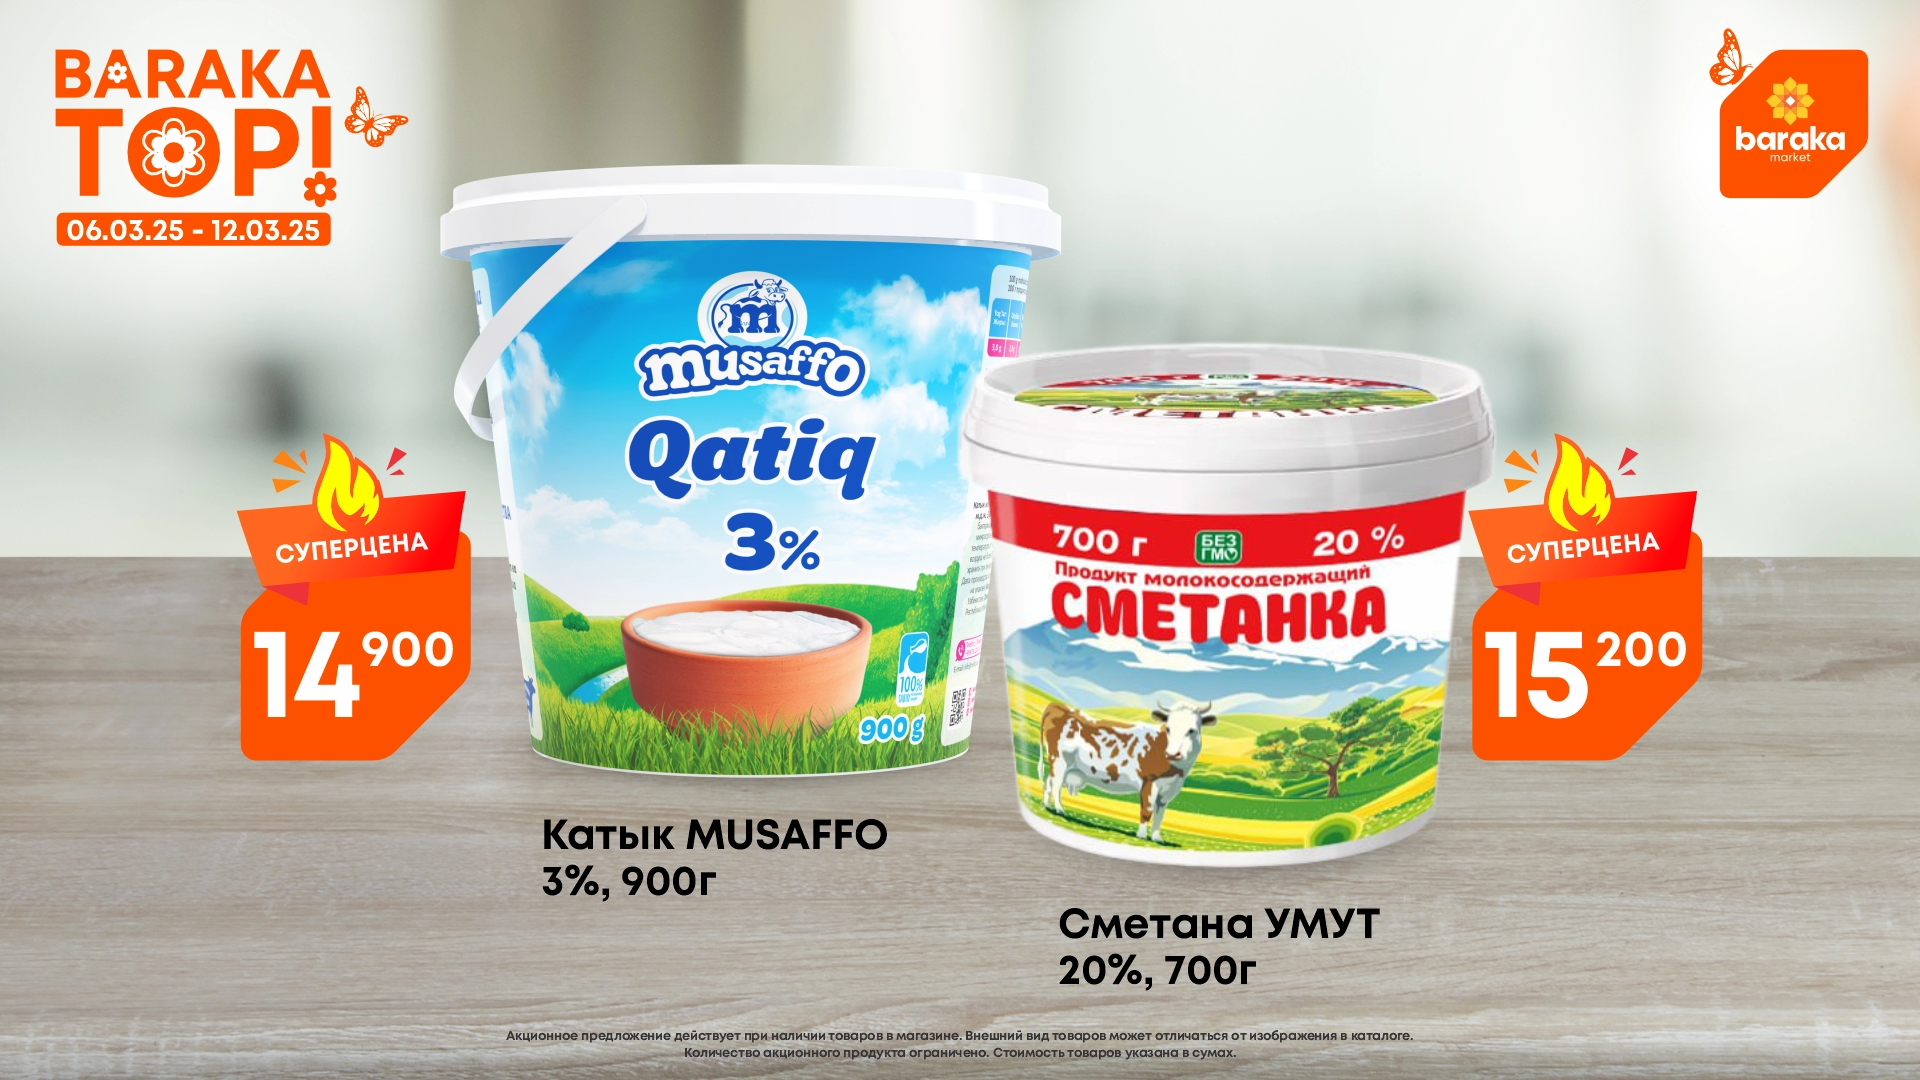 BARAKA
TOP!
06.03.25 - 12.03.25
baraka
market
musaffo
Qatiq
3%
100%
900 g
СУПЕРЦЕНА
14 900
700 г
БЕЗ
ГМО
20 %
Продукт молокосодержащий
СМЕТАНКА
СУПЕРЦЕНА
15 200
Катык MUSAFFO
3%, 900г
Сметана УМУТ
20%, 700г
Акционное предложение действует при наличии товаров в магазине. Внешний вид товаров может отличаться от изображения в каталоге.
Количество акционного продукта ограничено. Стоимость товаров указана в сумах.